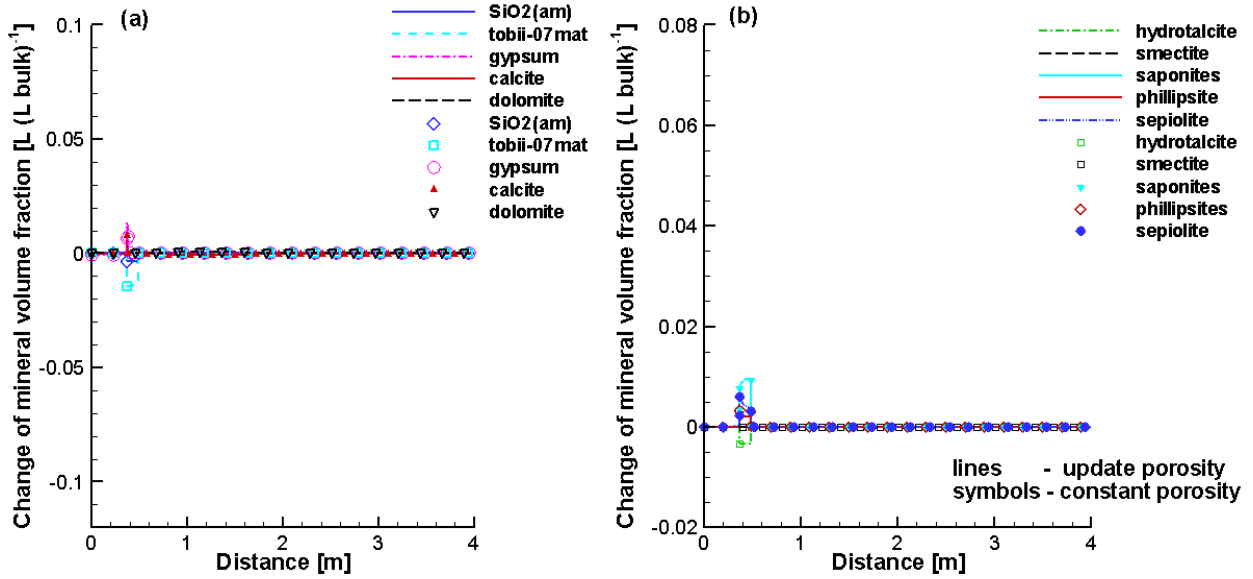 (a)
Change of mineral volume fraction [L (L bulk)-1]
0.1
0.05
0
-0.05
-0.1
SiO2(am)
tobii-07mat
gypsum
calcite
dolomite
SiO2(am)
tobii-07mat
gypsum
calcite
dolomite
0 1 2 3 4
Distance [m]
(b)
Change of mineral volume fraction [L (L bulk)-1]
0.08
0.06
0.04
0.02
0
-0.02
hydrotalcite
smectite
saponites
phillipsite
sepiolite
hydrotalcite
smectite
saponites
phillipsites
sepiolite
lines - update porosity
symbols - constant porosity
0 1 2 3 4
Distance [m]